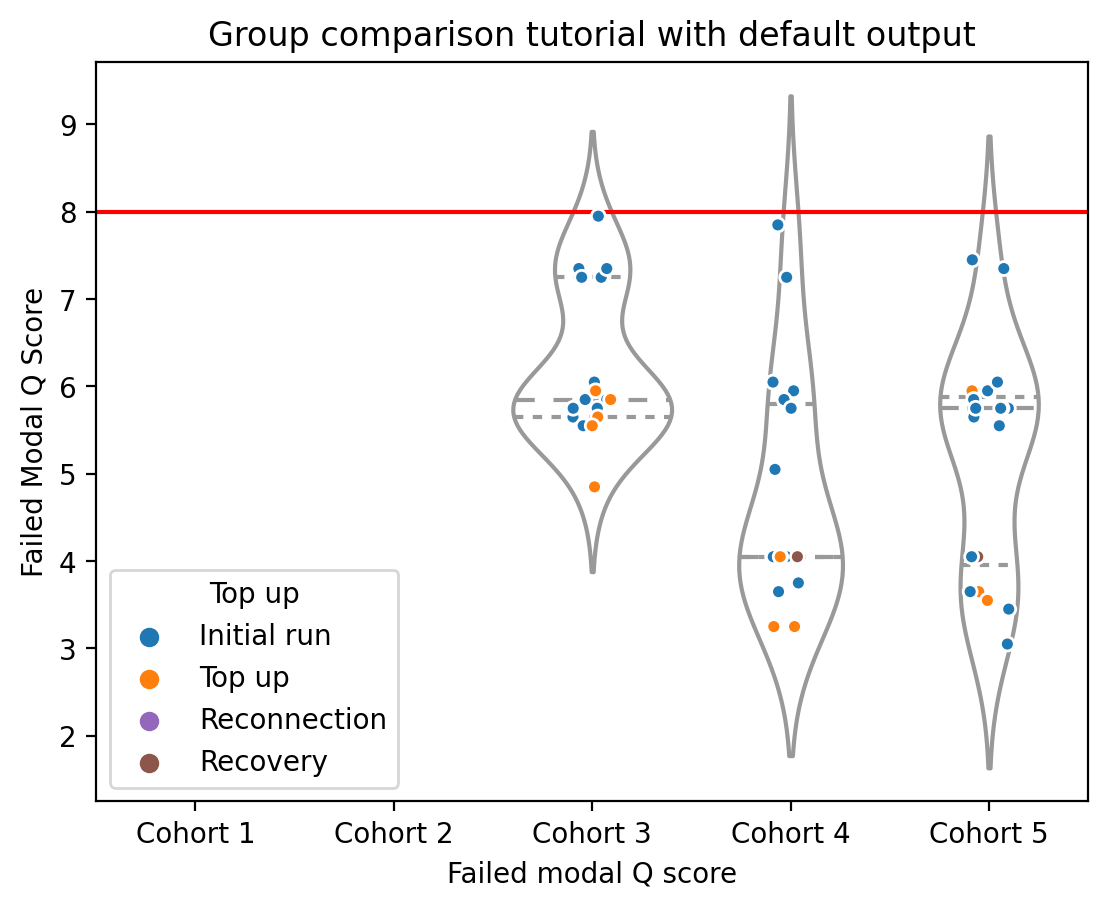 Group comparison tutorial with default output
Failed Modal Q Score
9
8
7
6
5
4
3
2
Top up
Initial run
Top up
Reconnection
Recovery
Cohort 1 Cohort 2 Cohort 3 Cohort 4 Cohort 5
Failed modal Q score